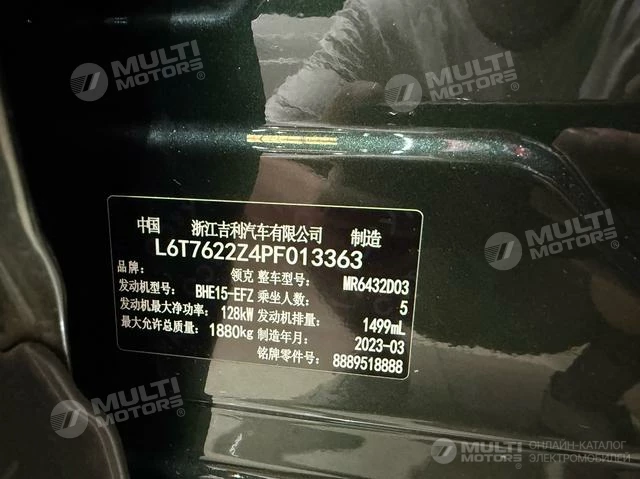 MULTI
MOTORS®
MULTI
MOTORS®
中国 浙江吉利汽车有限公司 制造
L6T7622Z4PF013363
品牌: 领克 整车型号: MR6432D03
发动机型号: BHE15-EFZ 乘坐人数: 5
发动机最大净功率: 128kW 发动机排量: 1499mL
最大允许总质量: 1880kg 制造年月: 2023-03
铭牌零件号: 8889518888
MULTI
MOTORS®
MULTI
MOTORS®
ОНЛАЙН-КАТАЛОГ
ЭЛЕКТРОМОБИЛЕЙ